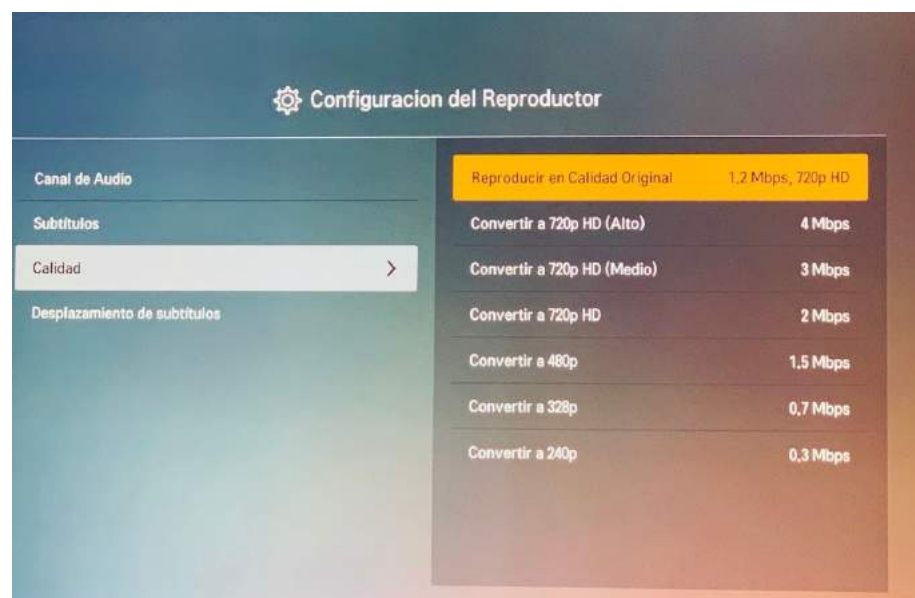 Configuracion del Reproductor
Canal de Audio
Subtítulos
Calidad
Desplazamiento de subtítulos
Reproducir en Calidad Original 1,2 Mbps, 720p HD
Convertir a 720p HD (Alto) 4 Mbps
Convertir a 720p HD (Medio) 3 Mbps
Convertir a 720p HD 2 Mbps
Convertir a 480p 1,5 Mbps
Convertir a 328p 0,7 Mbps
Convertir a 240p 0,3 Mbps